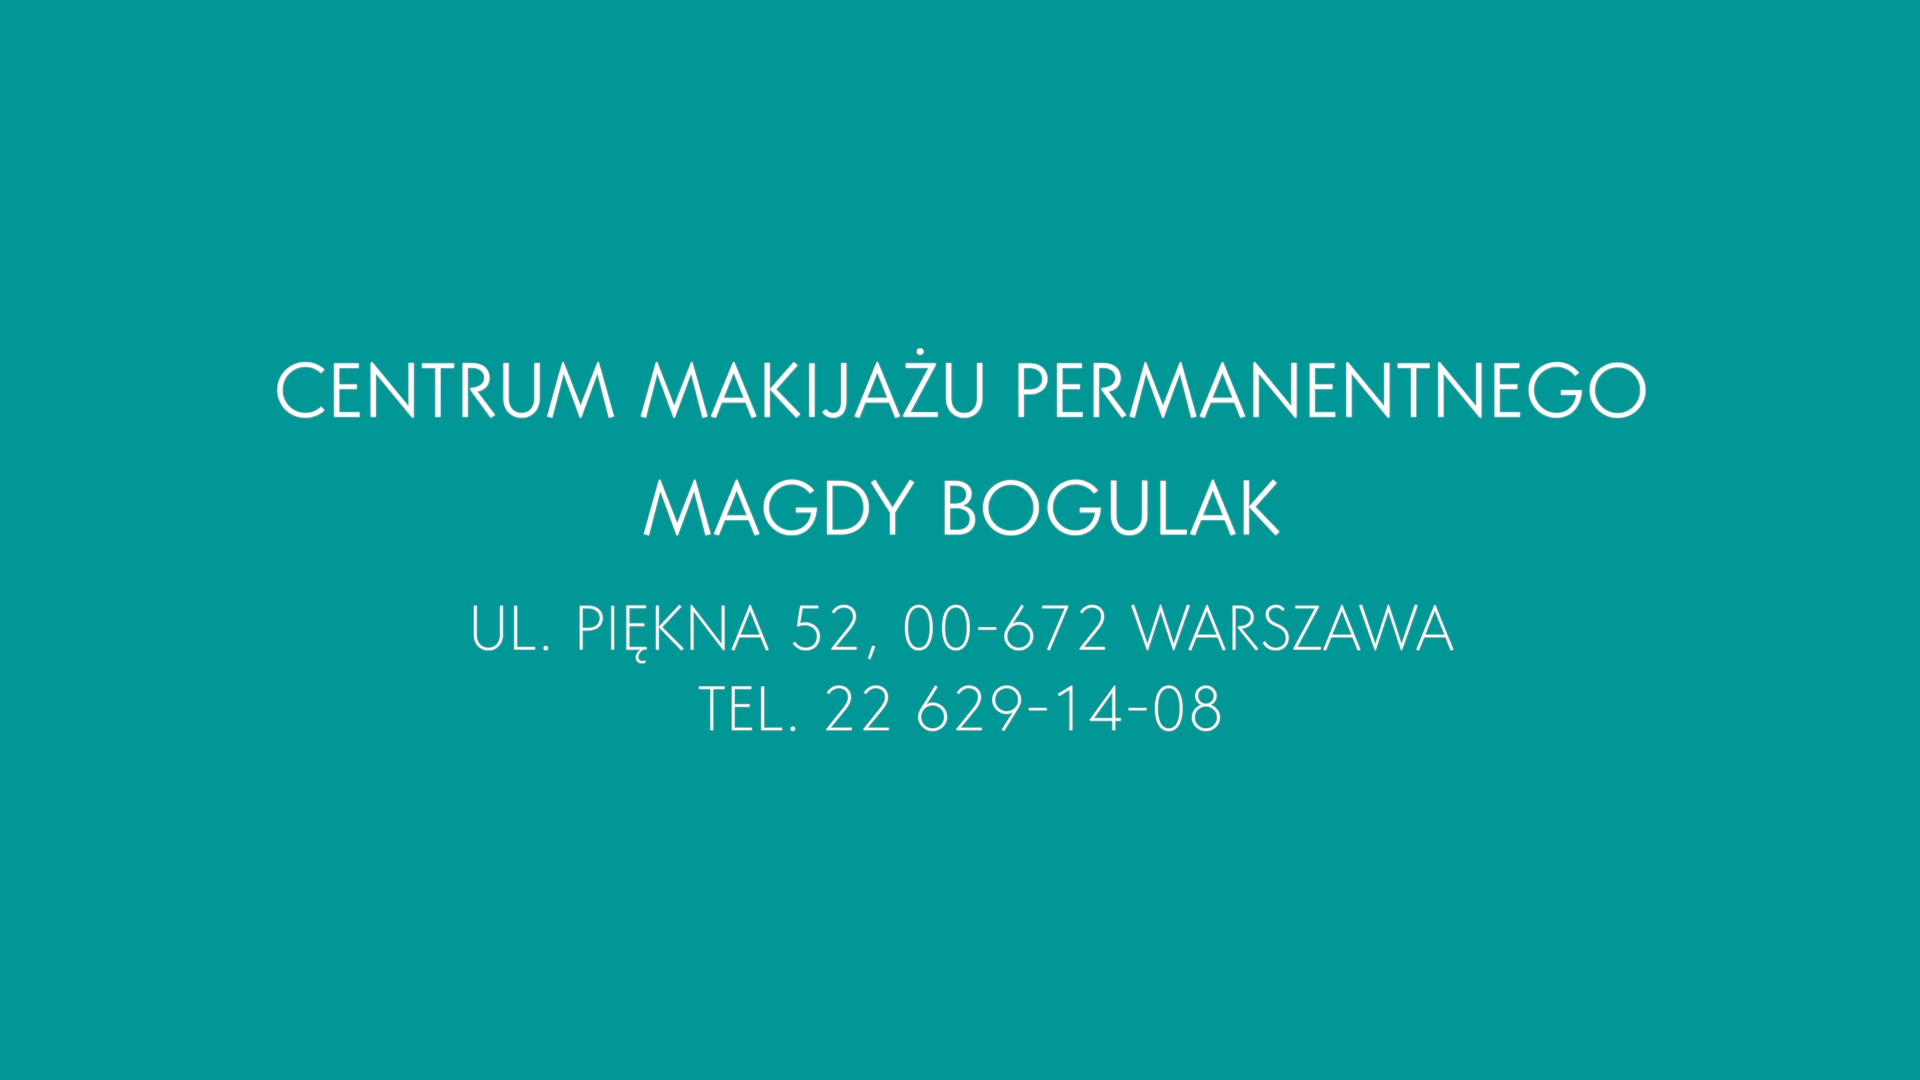 CENTRUM MAKIJAŻU PERMANENTNEGO
MAGDY BOGULAK
UL. PIĘKNA 52, 00-672 WARSZAWA
TEL. 22 629-14-08